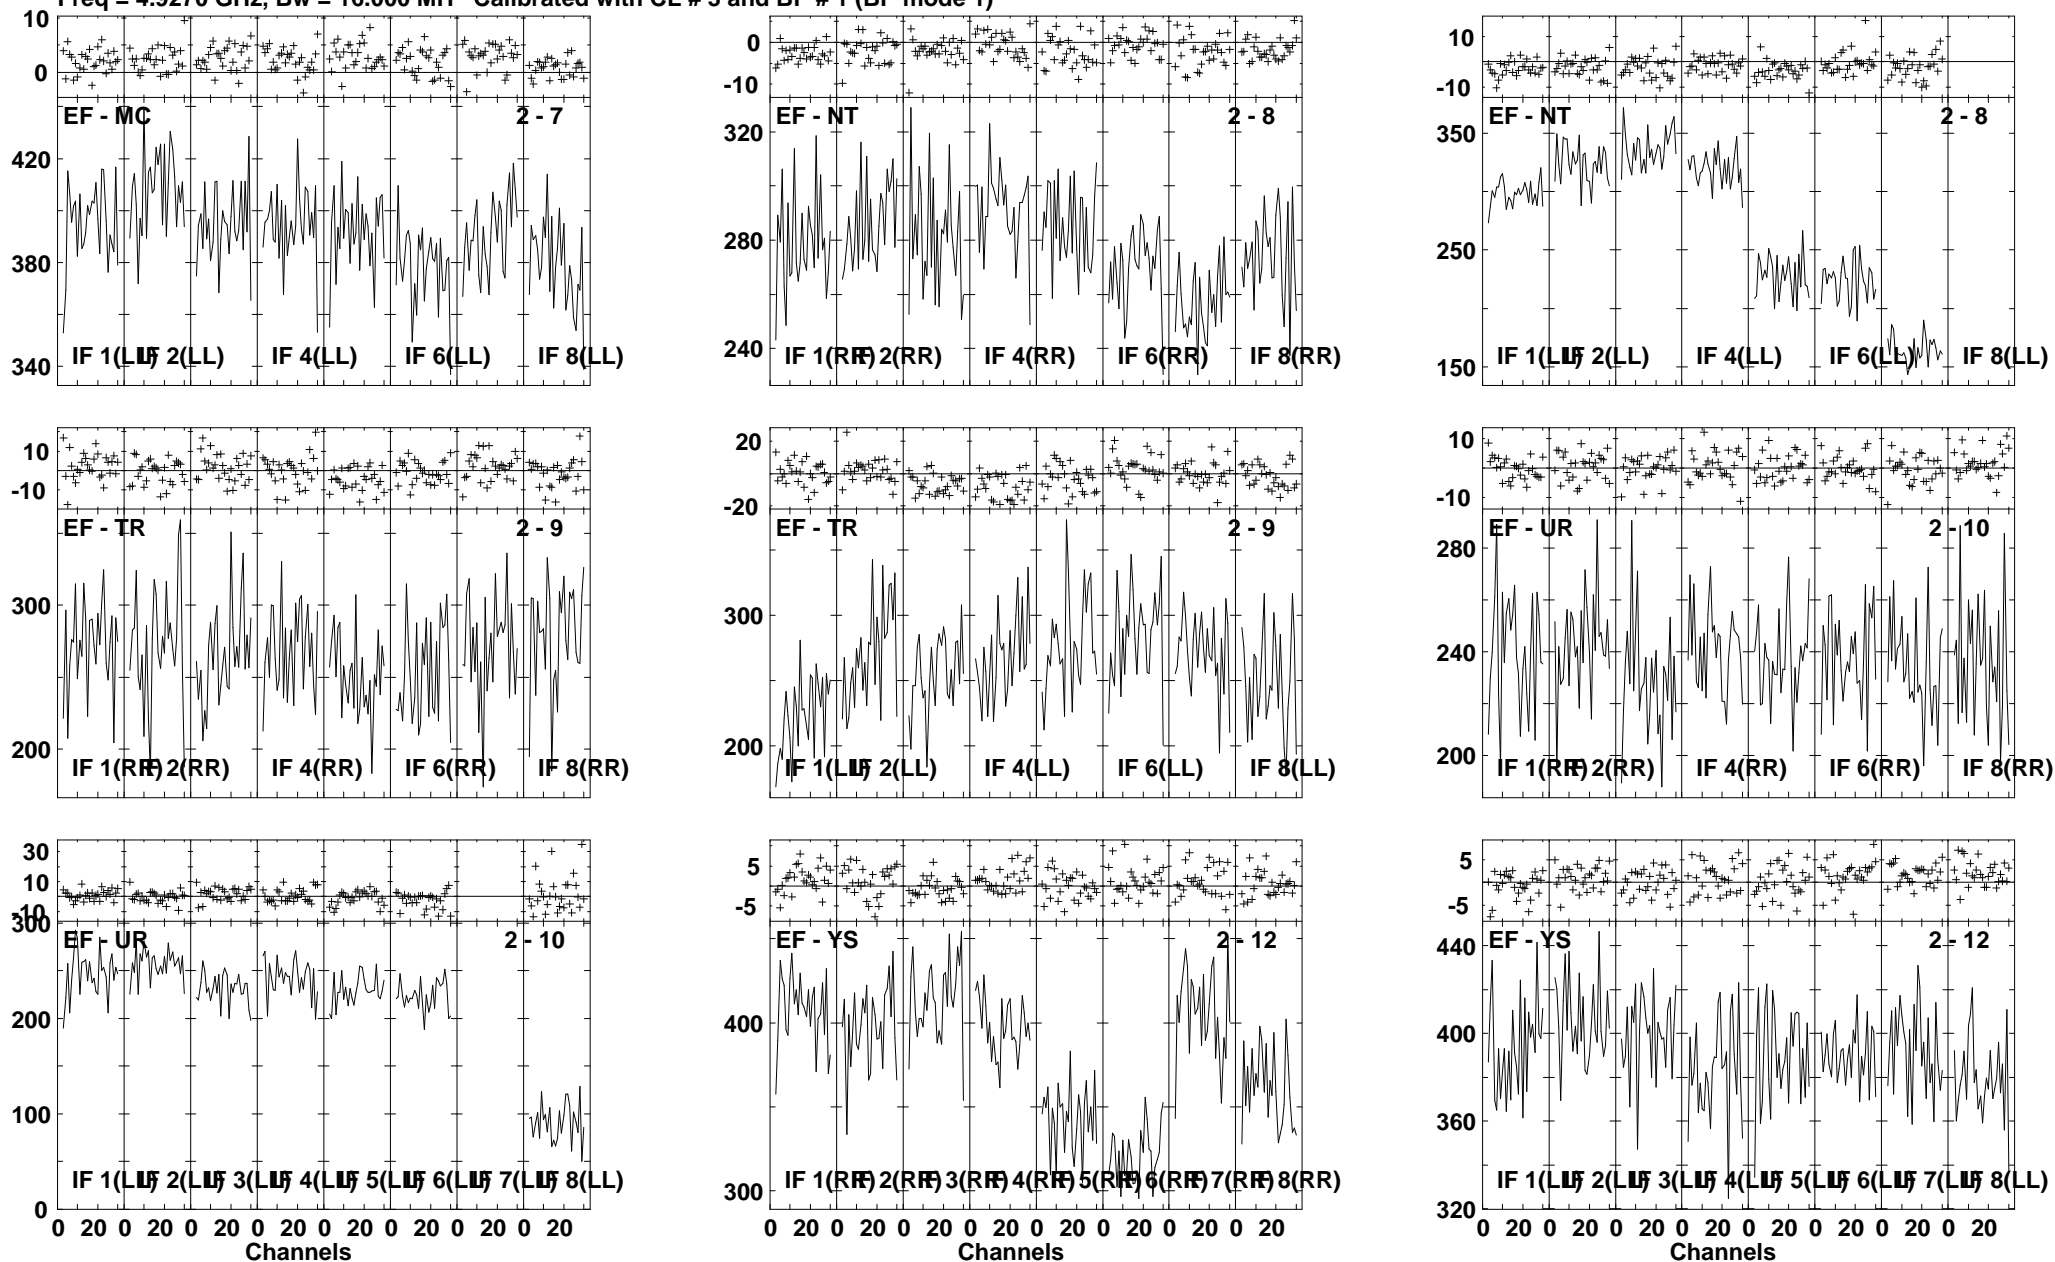 Freq = 4.9270 GHz, Bw = 16.000 MH Calibrated with CL # 3 and BP # 1 (BP mode 1)
10
0
EF - MC 2 - 7
420
380
340
IF 1(LL) IF 2(LL) IF 4(LL) IF 6(LL) IF 8(LL)
0
-10
EF - NT 2 - 8
320
280
240
IF 1(RR) IF 2(RR) IF 4(RR) IF 6(RR) IF 8(RR)
10
-10
EF - NT 2 - 8
350
250
150
IF 1(LL) IF 2(LL) IF 4(LL) IF 6(LL) IF 8(LL)
10
-10
EF - TR 2 - 9
300
200
IF 1(RR) IF 2(RR) IF 4(RR) IF 6(RR) IF 8(RR)
20
-20
EF - TR 2 - 9
300
200
IF 1(LL) IF 2(LL) IF 4(LL) IF 6(LL) IF 8(LL)
10
-10
EF - UR 2 - 10
280
240
200
IF 1(RR) IF 2(RR) IF 4(RR) IF 6(RR) IF 8(RR)
30
10
-10
300
EF - UR 2 - 10
200
100
IF 1(LL) IF 2(LL) IF 3(LL) IF 4(LL) IF 5(LL) IF 6(LL) IF 7(LL) IF 8(LL)
0
0 20 0 20 0 20 0 20 0 20 0 20 0 20 0 20
Channels
5
-5
EF - YS 2 - 12
400
IF 1(RR) IF 2(RR) IF 3(RR) IF 4(RR) IF 5(RR) IF 6(RR) IF 7(RR) IF 8(RR)
300
0 20 0 20 0 20 0 20 0 20 0 20 0 20 0 20
Channels
5
-5
EF - YS 2 - 12
440
400
360
IF 1(LL) IF 2(LL) IF 3(LL) IF 4(LL) IF 5(LL) IF 6(LL) IF 7(LL) IF 8(LL)
320
0 20 0 20 0 20 0 20 0 20 0 20 0 20 0 20
Channels